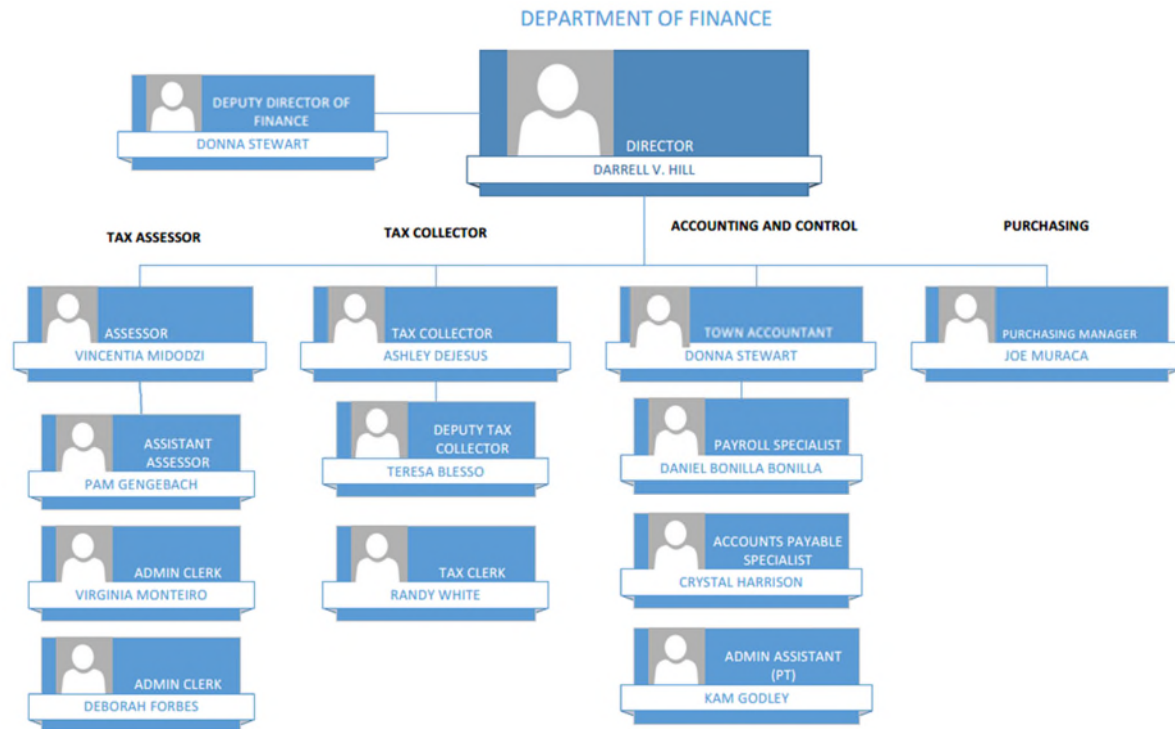 DEPARTMENT OF FINANCE
DEPUTY DIRECTOR OF
FINANCE
DONNA STEWART
DIRECTOR
DARRELL V. HILL
TAX ASSESSOR
TAX COLLECTOR
ACCOUNTING AND CONTROL
PURCHASING
ASSESSOR
VINCENTIA MIDODZI
TAX COLLECTOR
ASHLEY DEJESUS
TOWN ACCOUNTANT
DONNA STEWART
PURCHASING MANAGER
JOE MURACA
ASSISTANT
ASSESSOR
PAM GENGEBACH
DEPUTY TAX
COLLECTOR
TERESA BLESSO
PAYROLL SPECIALIST
DANIEL BONILLA BONILLA
ADMIN CLERK
VIRGINIA MONTEIRO
TAX CLERK
RANDY WHITE
ACCOUNTS PAYABLE
SPECIALIST
CRYSTAL HARRISON
ADMIN CLERK
DEBORAH FORBES
ADMIN ASSISTANT
(PT)
KAM GODLEY